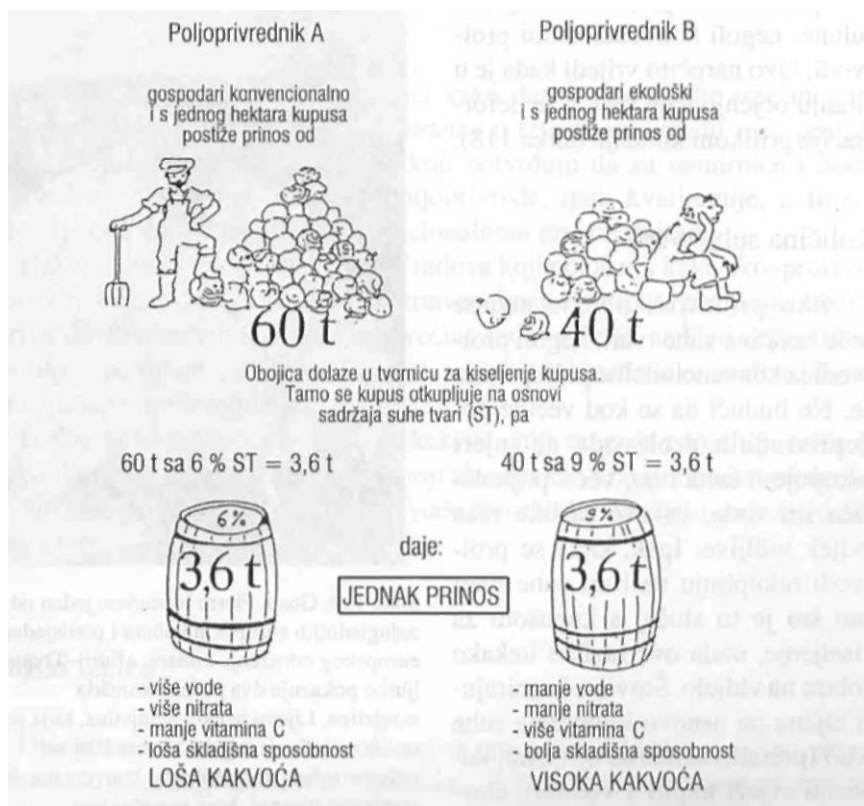 Poljoprivrednik A
gospodari konvencionalno
i s jednog hektara kupusa
postiže prinos od
60 t
Poljoprivrednik B
gospodari ekološki
i s jednog hektara kupusa
postiže prinos od
40 t
Obojica dolaze u tvornicu za kiseljenje kupusa.
Tamo se kupus otkupljuje na osnovi
sadržaja suhe tvari (ST), pa
60 t sa 6 % ST = 3,6 t
40 t sa 9 % ST = 3,6 t
6 %
3,6 t
daje:
JEDNAK PRINOS
9 %
3,6 t
- više vode
- više nitrata
- manje vitamina C
- loša skladišna sposobnost
LOŠA KAKVOĆA
- manje vode
- manje nitrata
- više vitamina C
- bolja skladišna sposobnost
VISOKA KAKVOĆA